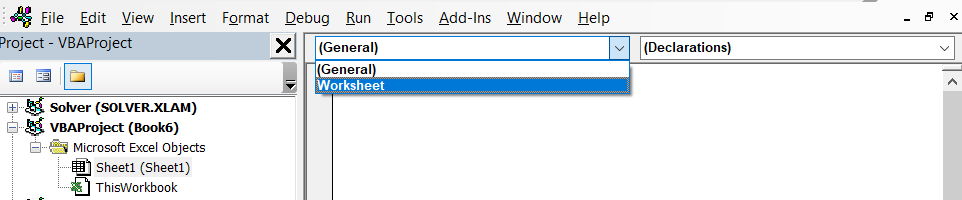 File Edit View Insert Format Debug Run Tools Add-Ins Window Help
Project - VBAProject
(General) (Declarations)
(General)
Worksheet
Solver (SOLVER.XLAM)
VBAProject (Book6)
Microsoft Excel Objects
Sheet1 (Sheet1)
ThisWorkbook